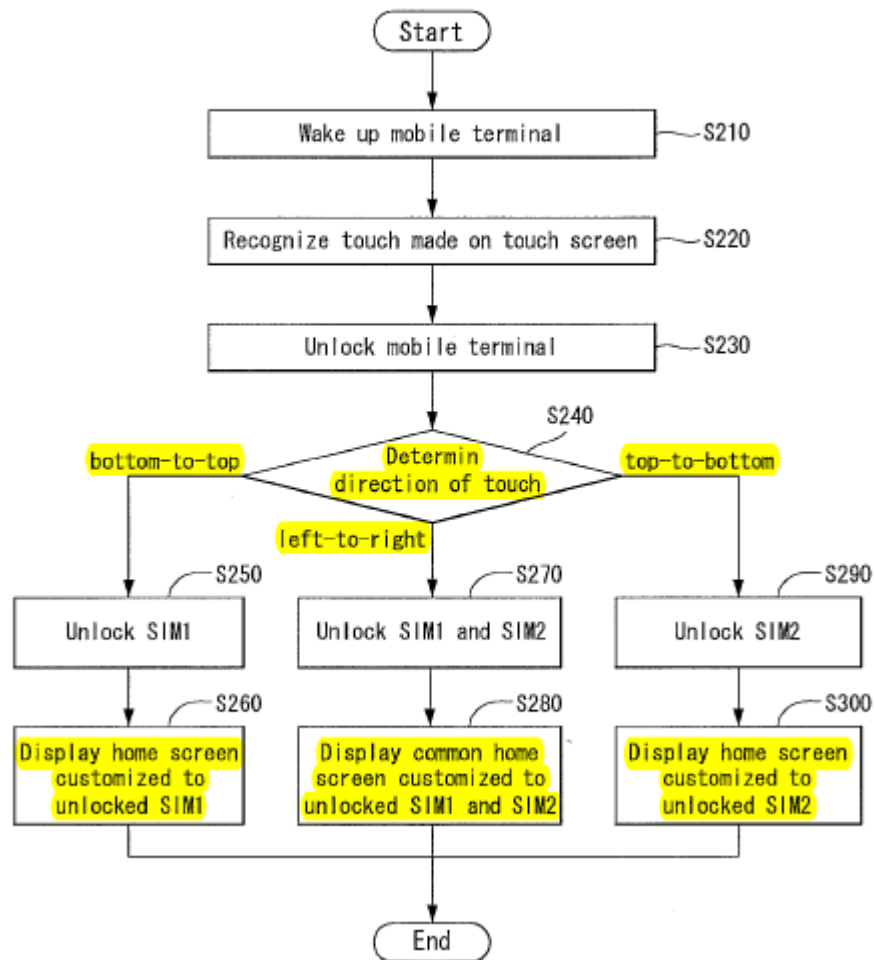 Start
Wake up mobile terminal
S210
Recognize touch made on touch screen
S220
Unlock mobile terminal
S230
S240
bottom-to-top
Determin
direction of touch
top-to-bottom
left-to-right
S250
Unlock SIM1
S270
Unlock SIM1 and SIM2
S290
Unlock SIM2
S260
Display home screen
customized to
unlocked SIM1
S280
Display common home
screen customized to
unlocked SIM1 and SIM2
S300
Display home screen
customized to
unlocked SIM2
End